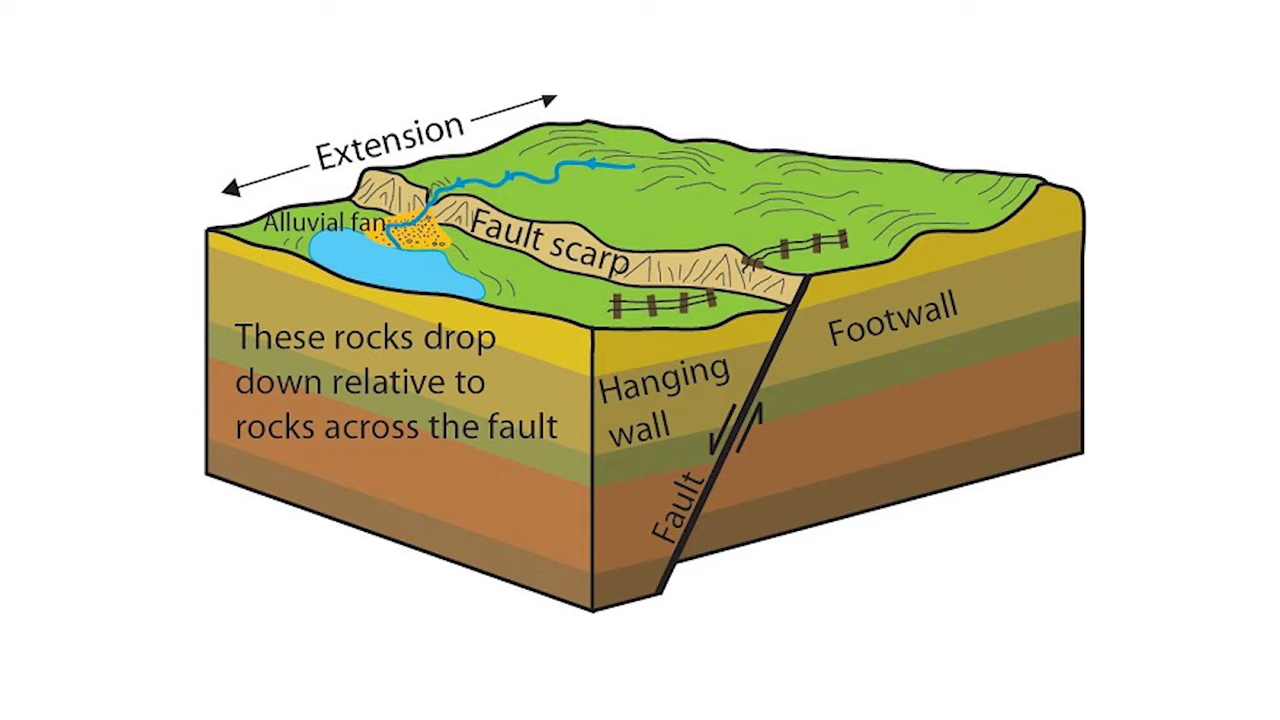 Extension
Alluvial fan
Fault scarp
These rocks drop
down relative to
rocks across the fault
Hanging
wall
Footwall
Fault